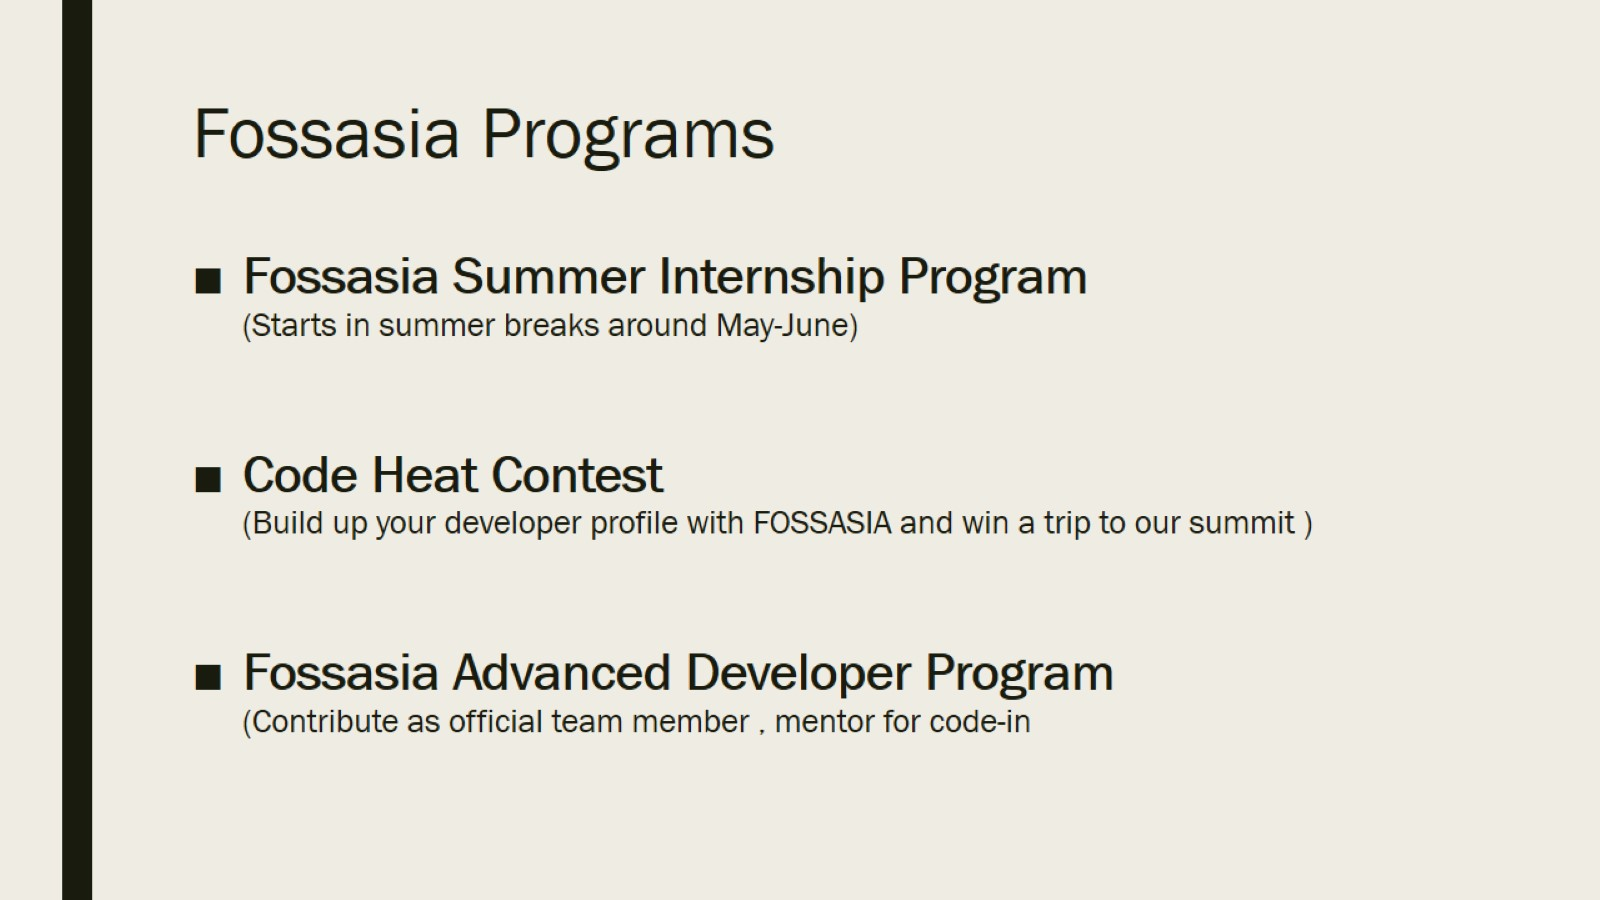 Fossasia Programs
■ Fossasia Summer Internship Program
(Starts in summer breaks around May-June)
■ Code Heat Contest
(Build up your developer profile with FOSSASIA and win a trip to our summit )
■ Fossasia Advanced Developer Program
(Contribute as official team member , mentor for code-in